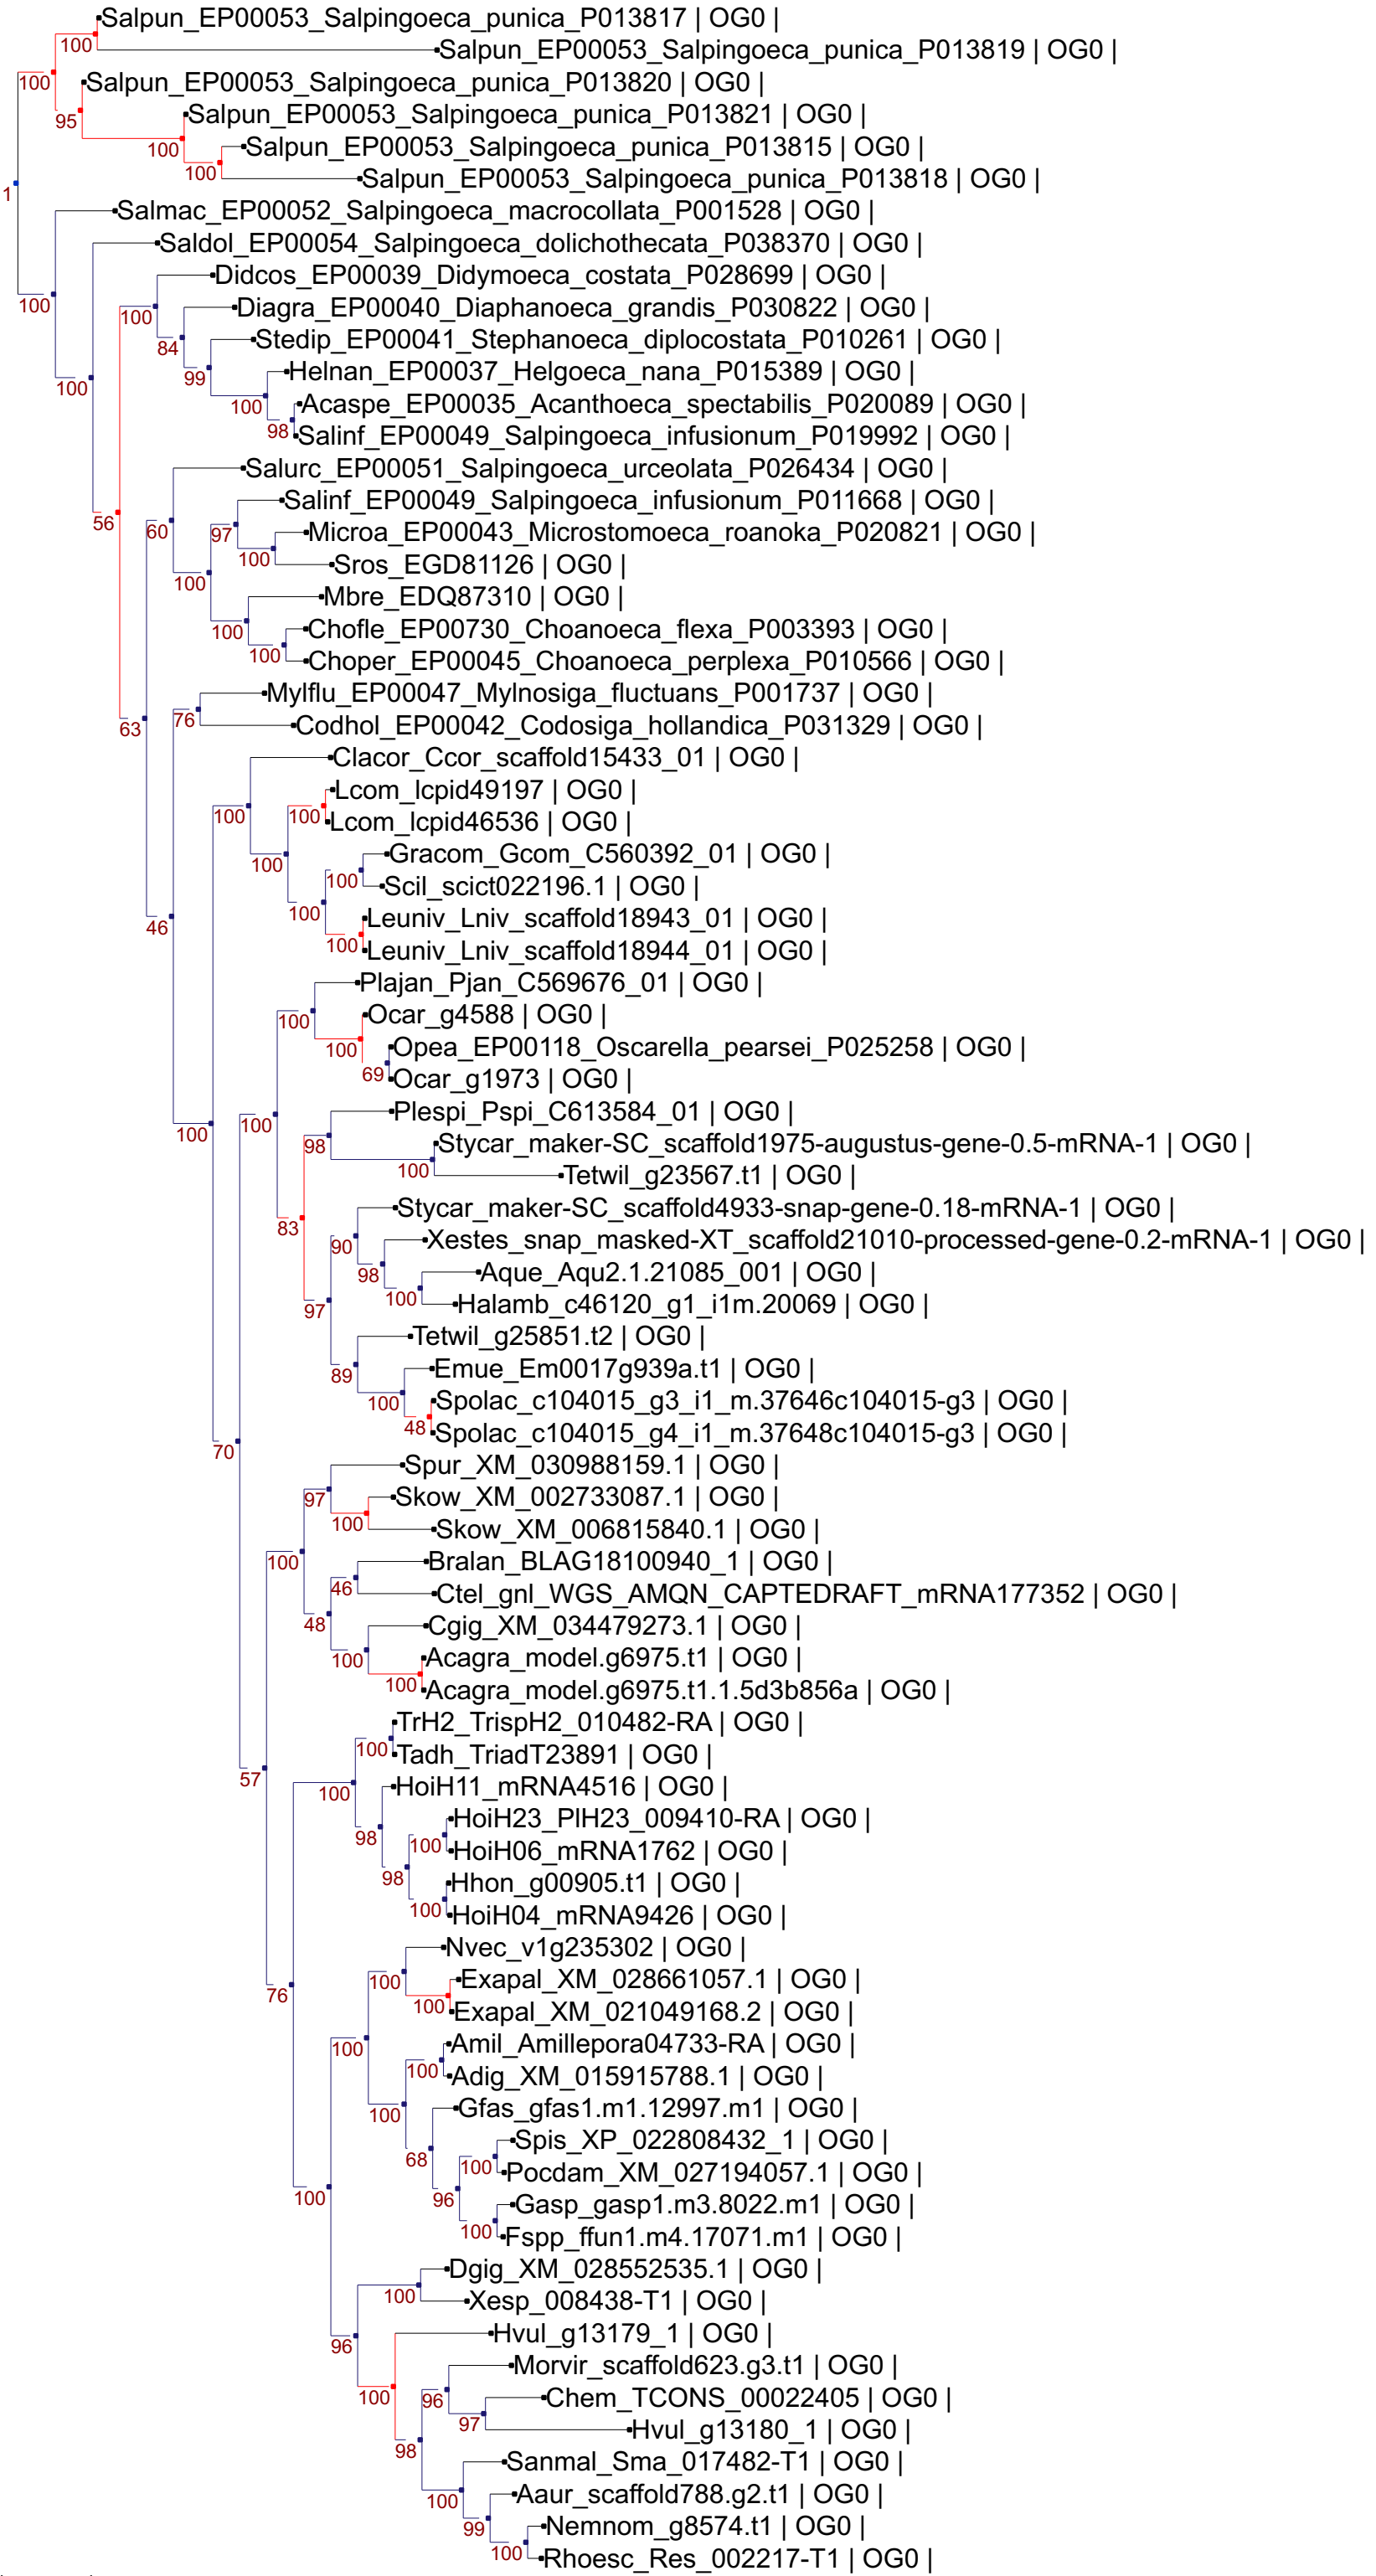 Salpun_EP00053_Salpingoeca_punica_P013817 | OG0 |
100
Salpun_EP00053_Salpingoeca_punica_P013819 | OG0 |
100
Salpun_EP00053_Salpingoeca_punica_P013820 | OG0 |
95
Salpun_EP00053_Salpingoeca_punica_P013821 | OG0 |
100
Salpun_EP00053_Salpingoeca_punica_P013815 | OG0 |
100
Salpun_EP00053_Salpingoeca_punica_P013818 | OG0 |
1
Salmac_EP00052_Salpingoeca_macrocollata_P001528 | OG0 |
Saldol_EP00054_Salpingoeca_dolichothecata_P038370 | OG0 |
Didcos_EP00039_Didymoeca_costata_P028699 | OG0 |
100
Diagra_EP00040_Diaphanoeca_grandis_P030822 | OG0 |
100
Stedip_EP00041_Stephanoeca_diplocostata_P010261 | OG0 |
84
Helnan_EP00037_Helgoeca_nana_P015389 | OG0 |
99
100
Acaspe_EP00035_Acanthoeca_spectabilis_P020089 | OG0 |
100
98
Salinf_EP00049_Salpingoeca_infusionum_P019992 | OG0 |
Salurc_EP00051_Salpingoeca_urceolata_P026434 | OG0 |
Salinf_EP00049_Salpingoeca_infusionum_P011668 | OG0 |
56
60
97
Microa_EP00043_Microstomoeca_roanoka_P020821 | OG0 |
100
Sros_EGD81126 | OG0 |
100
Mbre_EDQ87310 | OG0 |
100
Chofle_EP00730_Choanoeca_flexa_P003393 | OG0 |
100
Choper_EP00045_Choanoeca_perplexa_P010566 | OG0 |
Mylflu_EP00047_Mylnosiga_fluctuans_P001737 | OG0 |
63
76
Codhol_EP00042_Codosiga_hollandica_P031329 | OG0 |
Clacor_Ccor_scaffold15433_01 | OG0 |
Lcom_lcpid49197 | OG0 |
100
100
Lcom_lcpid46536 | OG0 |
Gracom_Gcom_C560392_01 | OG0 |
100
100
Scil_scict022196.1 | OG0 |
100
Leuniv_Lniv_scaffold18943_01 | OG0 |
46
100
Leuniv_Lniv_scaffold18944_01 | OG0 |
Plajan_Pjan_C569676_01 | OG0 |
100
Ocar_g4588 | OG0 |
100
Opea_EP00118_Oscarella_pearsei_P025258 | OG0 |
69
Ocar_g1973 | OG0 |
100
100
Plespi_Pspi_C613584_01 | OG0 |
98
Stycar_maker-SC_scaffold1975-augustus-gene-0.5-mRNA-1 | OG0 |
100
Tetwil_g23567.t1 | OG0 |
Stycar_maker-SC_scaffold4933-snap-gene-0.18-mRNA-1 | OG0 |
83
90
Xestes_snap_masked-XT_scaffold21010-processed-gene-0.2-mRNA-1 | OG0 |
98
Aque_Aqu2.1.21085_001 | OG0 |
100
Halamb_c46120_g1_i1m.20069 | OG0 |
97
Tetwil_g25851.t2 | OG0 |
89
Emue_Em0017g939a.t1 | OG0 |
100
Spolac_c104015_g3_i1_m.37646c104015-g3 | OG0 |
48
Spolac_c104015_g4_i1_m.37648c104015-g3 | OG0 |
70
Spur_XM_030988159.1 | OG0 |
97
Skow_XM_002733087.1 | OG0 |
100
Skow_XM_006815840.1 | OG0 |
100
Bralan_BLAG18100940_1 | OG0 |
46
Ctel_gnl_WGS_AMQN_CAPTEDRAFT_mRNA177352 | OG0 |
48
Cgig_XM_034479273.1 | OG0 |
100
Acagra_model.g6975.t1 | OG0 |
100
Acagra_model.g6975.t1.1.5d3b856a | OG0 |
TrH2_TrispH2_010482-RA | OG0 |
100
Tadh_TriadT23891 | OG0 |
57
100
HoiH11_mRNA4516 | OG0 |
98
HoiH23_PlH23_009410-RA | OG0 |
100
HoiH06_mRNA1762 | OG0 |
98
Hhon_g00905.t1 | OG0 |
100
HoiH04_mRNA9426 | OG0 |
Nvec_v1g235302 | OG0 |
76
100
Exapal_XM_028661057.1 | OG0 |
100
Exapal_XM_021049168.2 | OG0 |
100
Amil_Amillepora04733-RA | OG0 |
100
Adig_XM_015915788.1 | OG0 |
100
Gfas_gfas1.m1.12997.m1 | OG0 |
68
Spis_XP_022808432_1 | OG0 |
100
Pocdam_XM_027194057.1 | OG0 |
100
96
Gasp_gasp1.m3.8022.m1 | OG0 |
100
Fspp_ffun1.m4.17071.m1 | OG0 |
Dgig_XM_028552535.1 | OG0 |
100
Xesp_008438-T1 | OG0 |
96
Hvul_g13179_1 | OG0 |
Morvir_scaffold623.g3.t1 | OG0 |
100
96
Chem_TCONS_00022405 | OG0 |
97
Hvul_g13180_1 | OG0 |
98
Sanmal_Sma_017482-T1 | OG0 |
100
Aaur_scaffold788.g2.t1 | OG0 |
99
Nemnom_g8574.t1 | OG0 |
100
Rhoesc_Res_002217-T1 | OG0 |